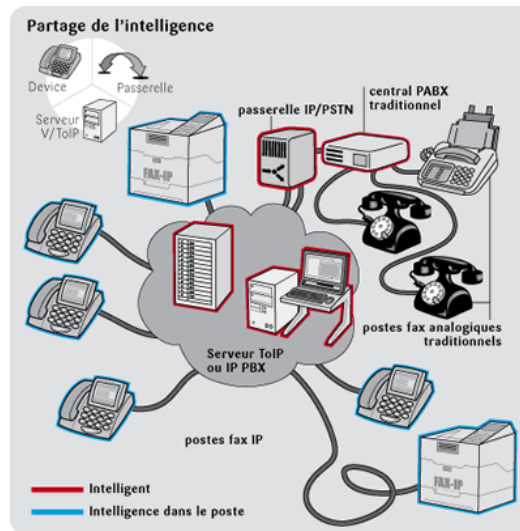 Partage de l'intelligence
Device
Passerelle
Serveur
V/ToIP
central PABX
traditionnel
passerelle IP/PSTN
FAX-IP
postes fax analogiques
traditionnels
Serveur ToIP
ou IP PBX
postes fax IP
FAX-IP
Intelligent
Intelligence dans le poste